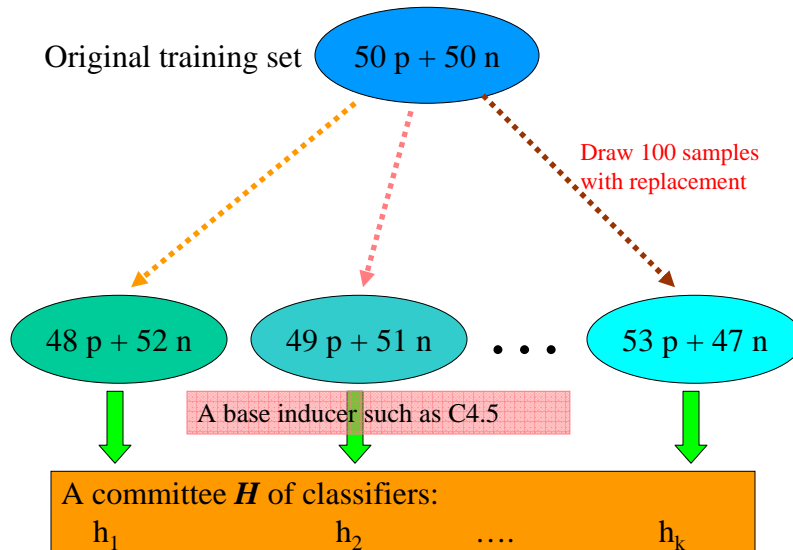 Original training set
50 p + 50 n
Draw 100 samples
with replacement
48 p + 52 n
49 p + 51 n
• • •
53 p + 47 n
A base inducer such as C4.5
A committee H of classifiers:
h₁ h₂ .... hₖ